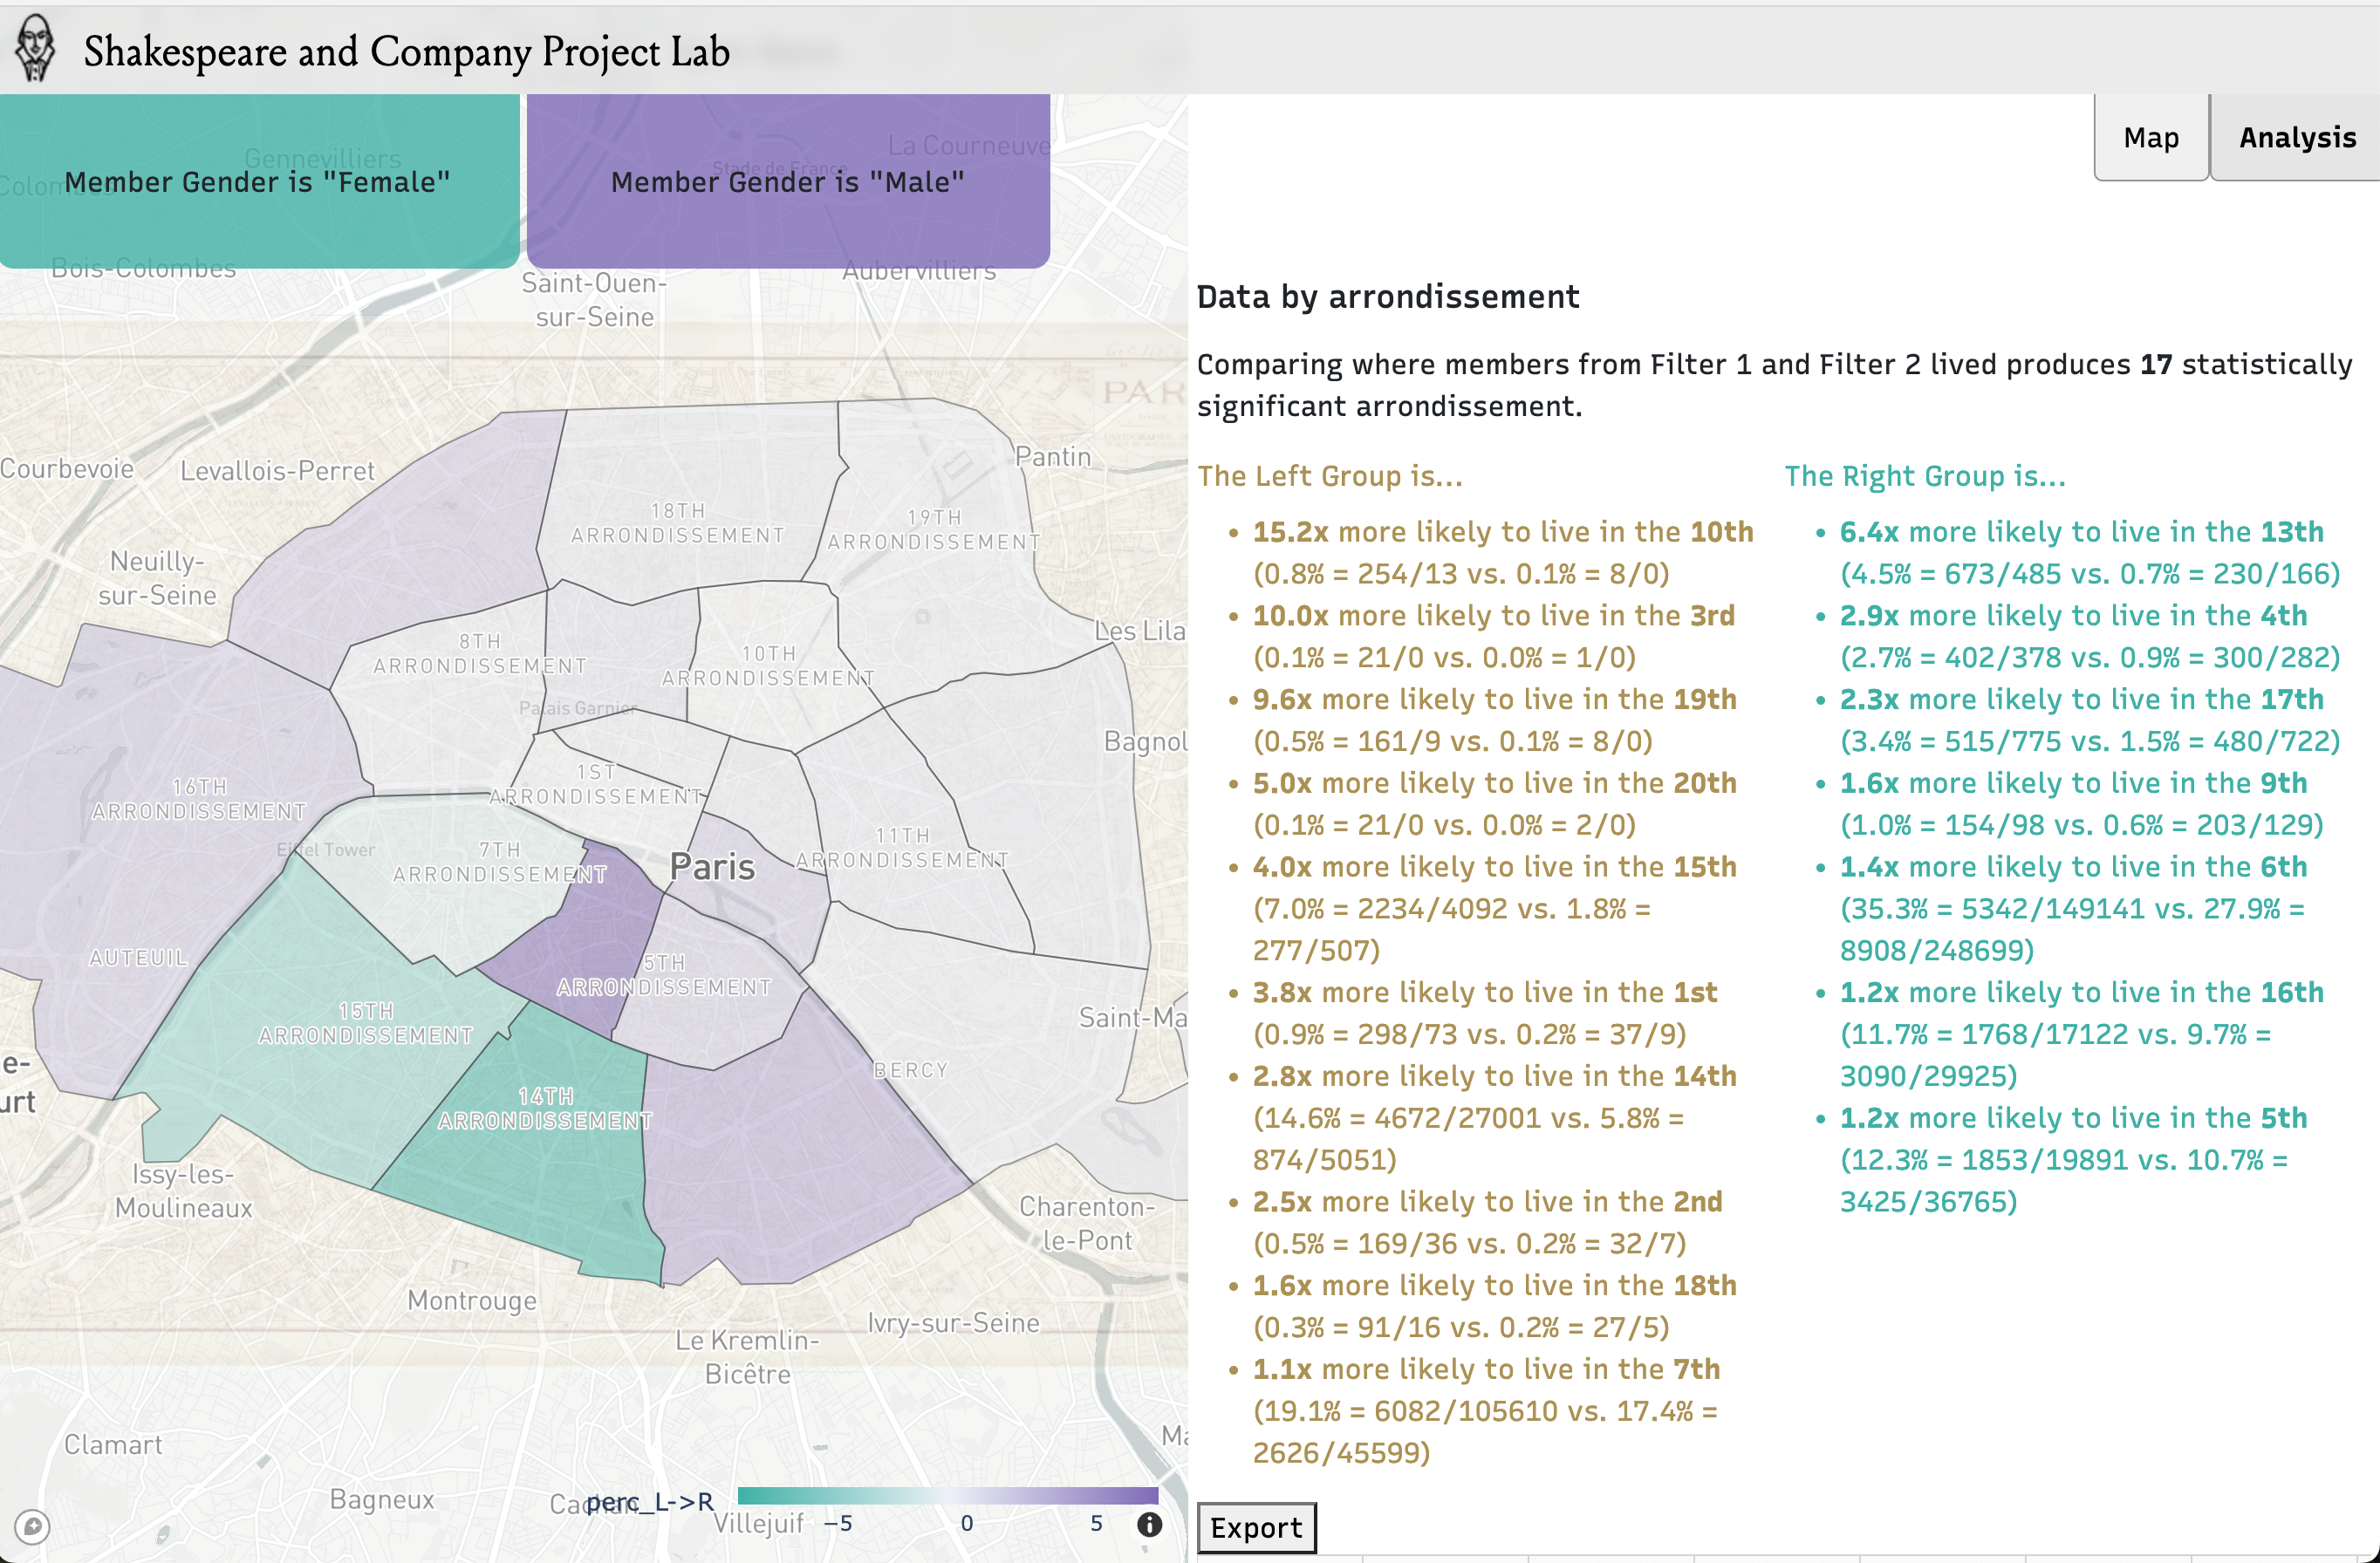 Shakespeare and Company Project Lab
Member Gender is "Female"
Member Gender is "Male"
Map
Analysis
Gennevilliers
Stade de France
La Courneuve
Bois-Colombes
Saint-Ouen-
sur-Seine
Aubervilliers
PAR
Courbevoie
Levallois-Perret
Pantin
18TH
ARRONDISSEMENT
19TH
ARRONDISSEMENT
Neuilly-
sur-Seine
8TH
ARRONDISSEMENT
10TH
ARRONDISSEMENT
Les Lila
Palais Garnier
Bagnol
16TH
ARRONDISSEMENT
1ST
ARRONDISSEMENT
Eiffel Tower
7TH
ARRONDISSEMENT
Paris
11TH
ARRONDISSEMENT
AUTEUIL
5TH
ARRONDISSEMENT
15TH
ARRONDISSEMENT
Saint-Ma
e-
urt
BERCY
14TH
ARRONDISSEMENT
Issy-les-
Moulineaux
Charenton-
le-Pont
Montrouge
Ivry-sur-Seine
Le Kremlin-
Bicêtre
Clamart
Ma
Bagneux
perc_L->R
Villejuif
−5
0
5
Data by arrondissement
Comparing where members from Filter 1 and Filter 2 lived produces 17 statistically
significant arrondissement.
The Left Group is...
• 15.2x more likely to live in the 10th
(0.8% = 254/13 vs. 0.1% = 8/0)
• 10.0x more likely to live in the 3rd
(0.1% = 21/0 vs. 0.0% = 1/0)
• 9.6x more likely to live in the 19th
(0.5% = 161/9 vs. 0.1% = 8/0)
• 5.0x more likely to live in the 20th
(0.1% = 21/0 vs. 0.0% = 2/0)
• 4.0x more likely to live in the 15th
(7.0% = 2234/4092 vs. 1.8% =
277/507)
• 3.8x more likely to live in the 1st
(0.9% = 298/73 vs. 0.2% = 37/9)
• 2.8x more likely to live in the 14th
(14.6% = 4672/27001 vs. 5.8% =
874/5051)
• 2.5x more likely to live in the 2nd
(0.5% = 169/36 vs. 0.2% = 32/7)
• 1.6x more likely to live in the 18th
(0.3% = 91/16 vs. 0.2% = 27/5)
• 1.1x more likely to live in the 7th
(19.1% = 6082/105610 vs. 17.4% =
2626/45599)
The Right Group is...
• 6.4x more likely to live in the 13th
(4.5% = 673/485 vs. 0.7% = 230/166)
• 2.9x more likely to live in the 4th
(2.7% = 402/378 vs. 0.9% = 300/282)
• 2.3x more likely to live in the 17th
(3.4% = 515/775 vs. 1.5% = 480/722)
• 1.6x more likely to live in the 9th
(1.0% = 154/98 vs. 0.6% = 203/129)
• 1.4x more likely to live in the 6th
(35.3% = 5342/149141 vs. 27.9% =
8908/248699)
• 1.2x more likely to live in the 16th
(11.7% = 1768/17122 vs. 9.7% =
3090/29925)
• 1.2x more likely to live in the 5th
(12.3% = 1853/19891 vs. 10.7% =
3425/36765)
Export